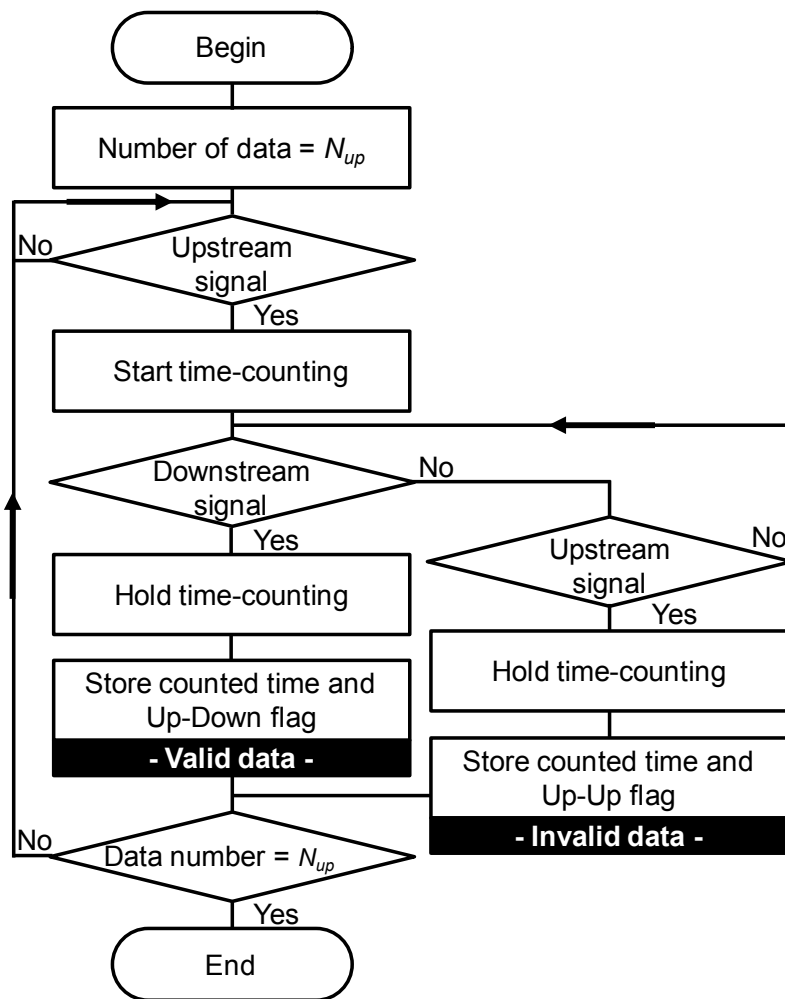 Begin
Number of data = Nup
No
Upstream
signal
Yes
Start time-counting
Downstream
signal
No
Yes
Upstream
signal
No
Yes
Hold time-counting
Hold time-counting
Store counted time and
Up-Down flag
- Valid data -
Store counted time and
Up-Up flag
- Invalid data -
No
Data number = Nup
Yes
End